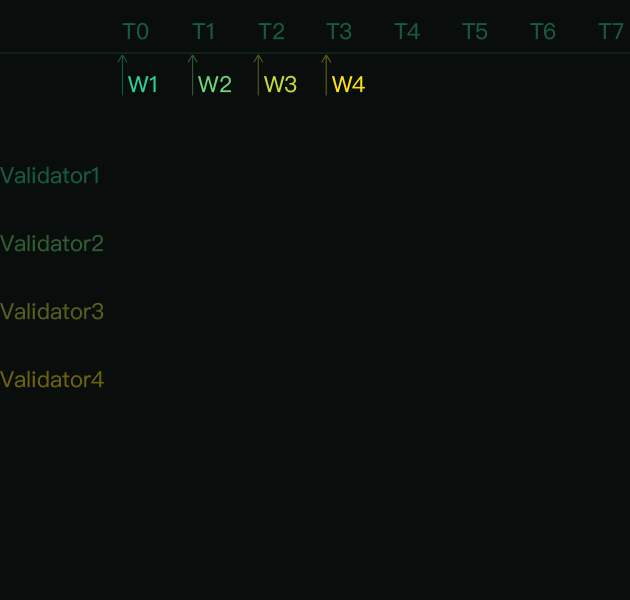 T0 T1 T2 T3 T4 T5 T6 T7
W1 W2 W3 W4
Validator1
Validator2
Validator3
Validator4